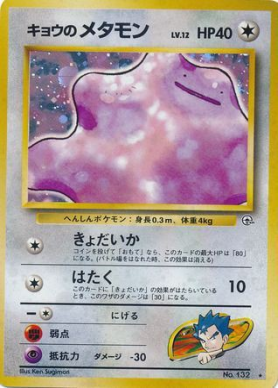 キョウのメタモン LV.12 HP40
へんしんポケモン：身長0.3m、体重4kg
きょだいか
コインを投げて「おもて」なら、このカードの最大HPは「80」
になる。(バトル場をはなれた時、この効果は消える)
はたく 10
このカードに「きょだいか」の効果がはたらいている
とき、このワザのダメージは「30」になる。
にげる
弱点
抵抗力 ダメージ -30
Illus.Ken Sugimori
No.132